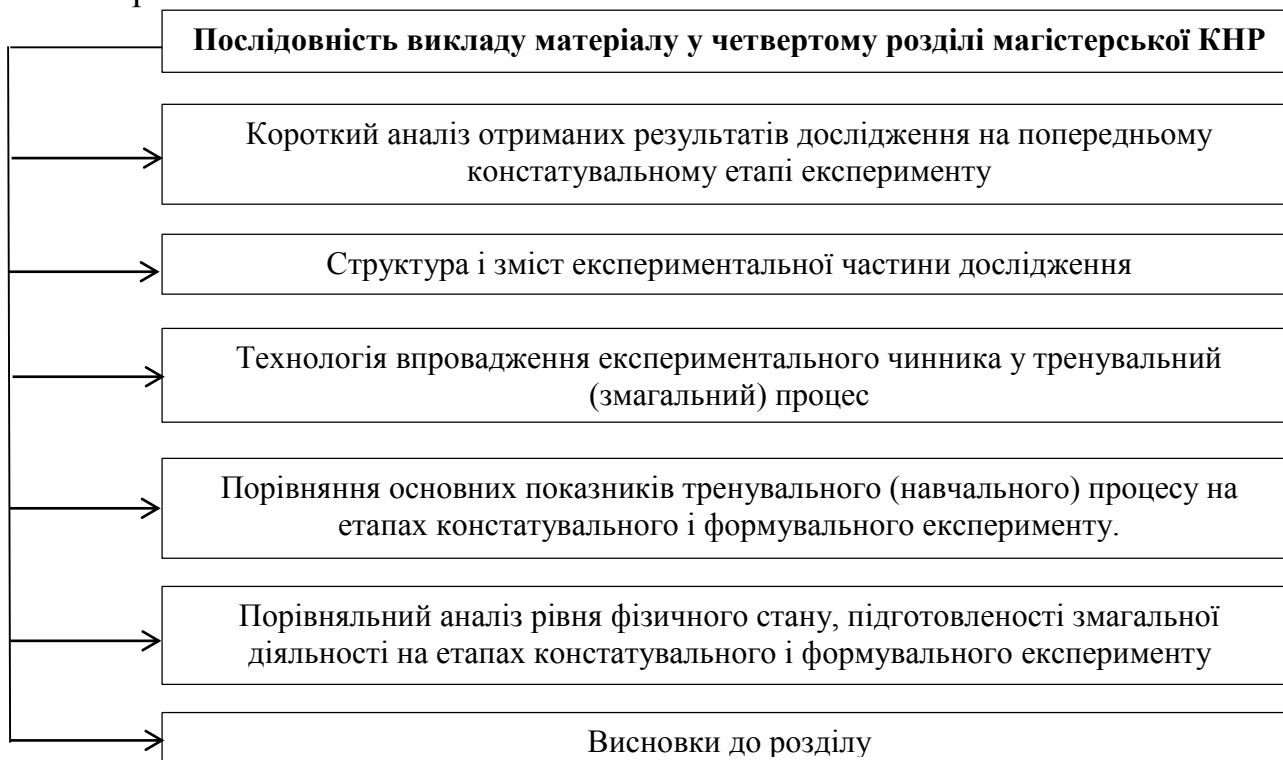 Послідовність викладу матеріалу у четвертому розділі магістерської КНР
Короткий аналіз отриманих результатів дослідження на попередньому
констатувальному етапі експерименту
Структура і зміст експериментальної частини дослідження
Технологія впровадження експериментального чинника у тренувальний
(змагальний) процес
Порівняння основних показників тренувального (навчального) процесу на
етапах констатувального і формувального експерименту.
Порівняльний аналіз рівня фізичного стану, підготовленості змагальної
діяльності на етапах констатувального і формувального експерименту
Висновки до розділу